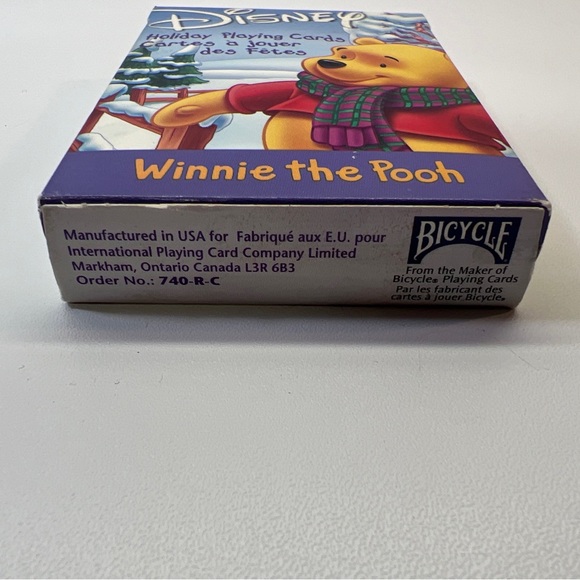 Disney
Holiday Playing Cards
Cartes à jouer
des Fêtes
Winnie the Pooh
Manufactured in USA for Fabriqué aux E.U. pour
International Playing Card Company Limited
Markham, Ontario Canada L3R 6B3
Order No.: 740-R-C
BICYCLE
From the Maker of
Bicycle® Playing Cards
Par les fabricant des
cartes à jouer Bicycle®